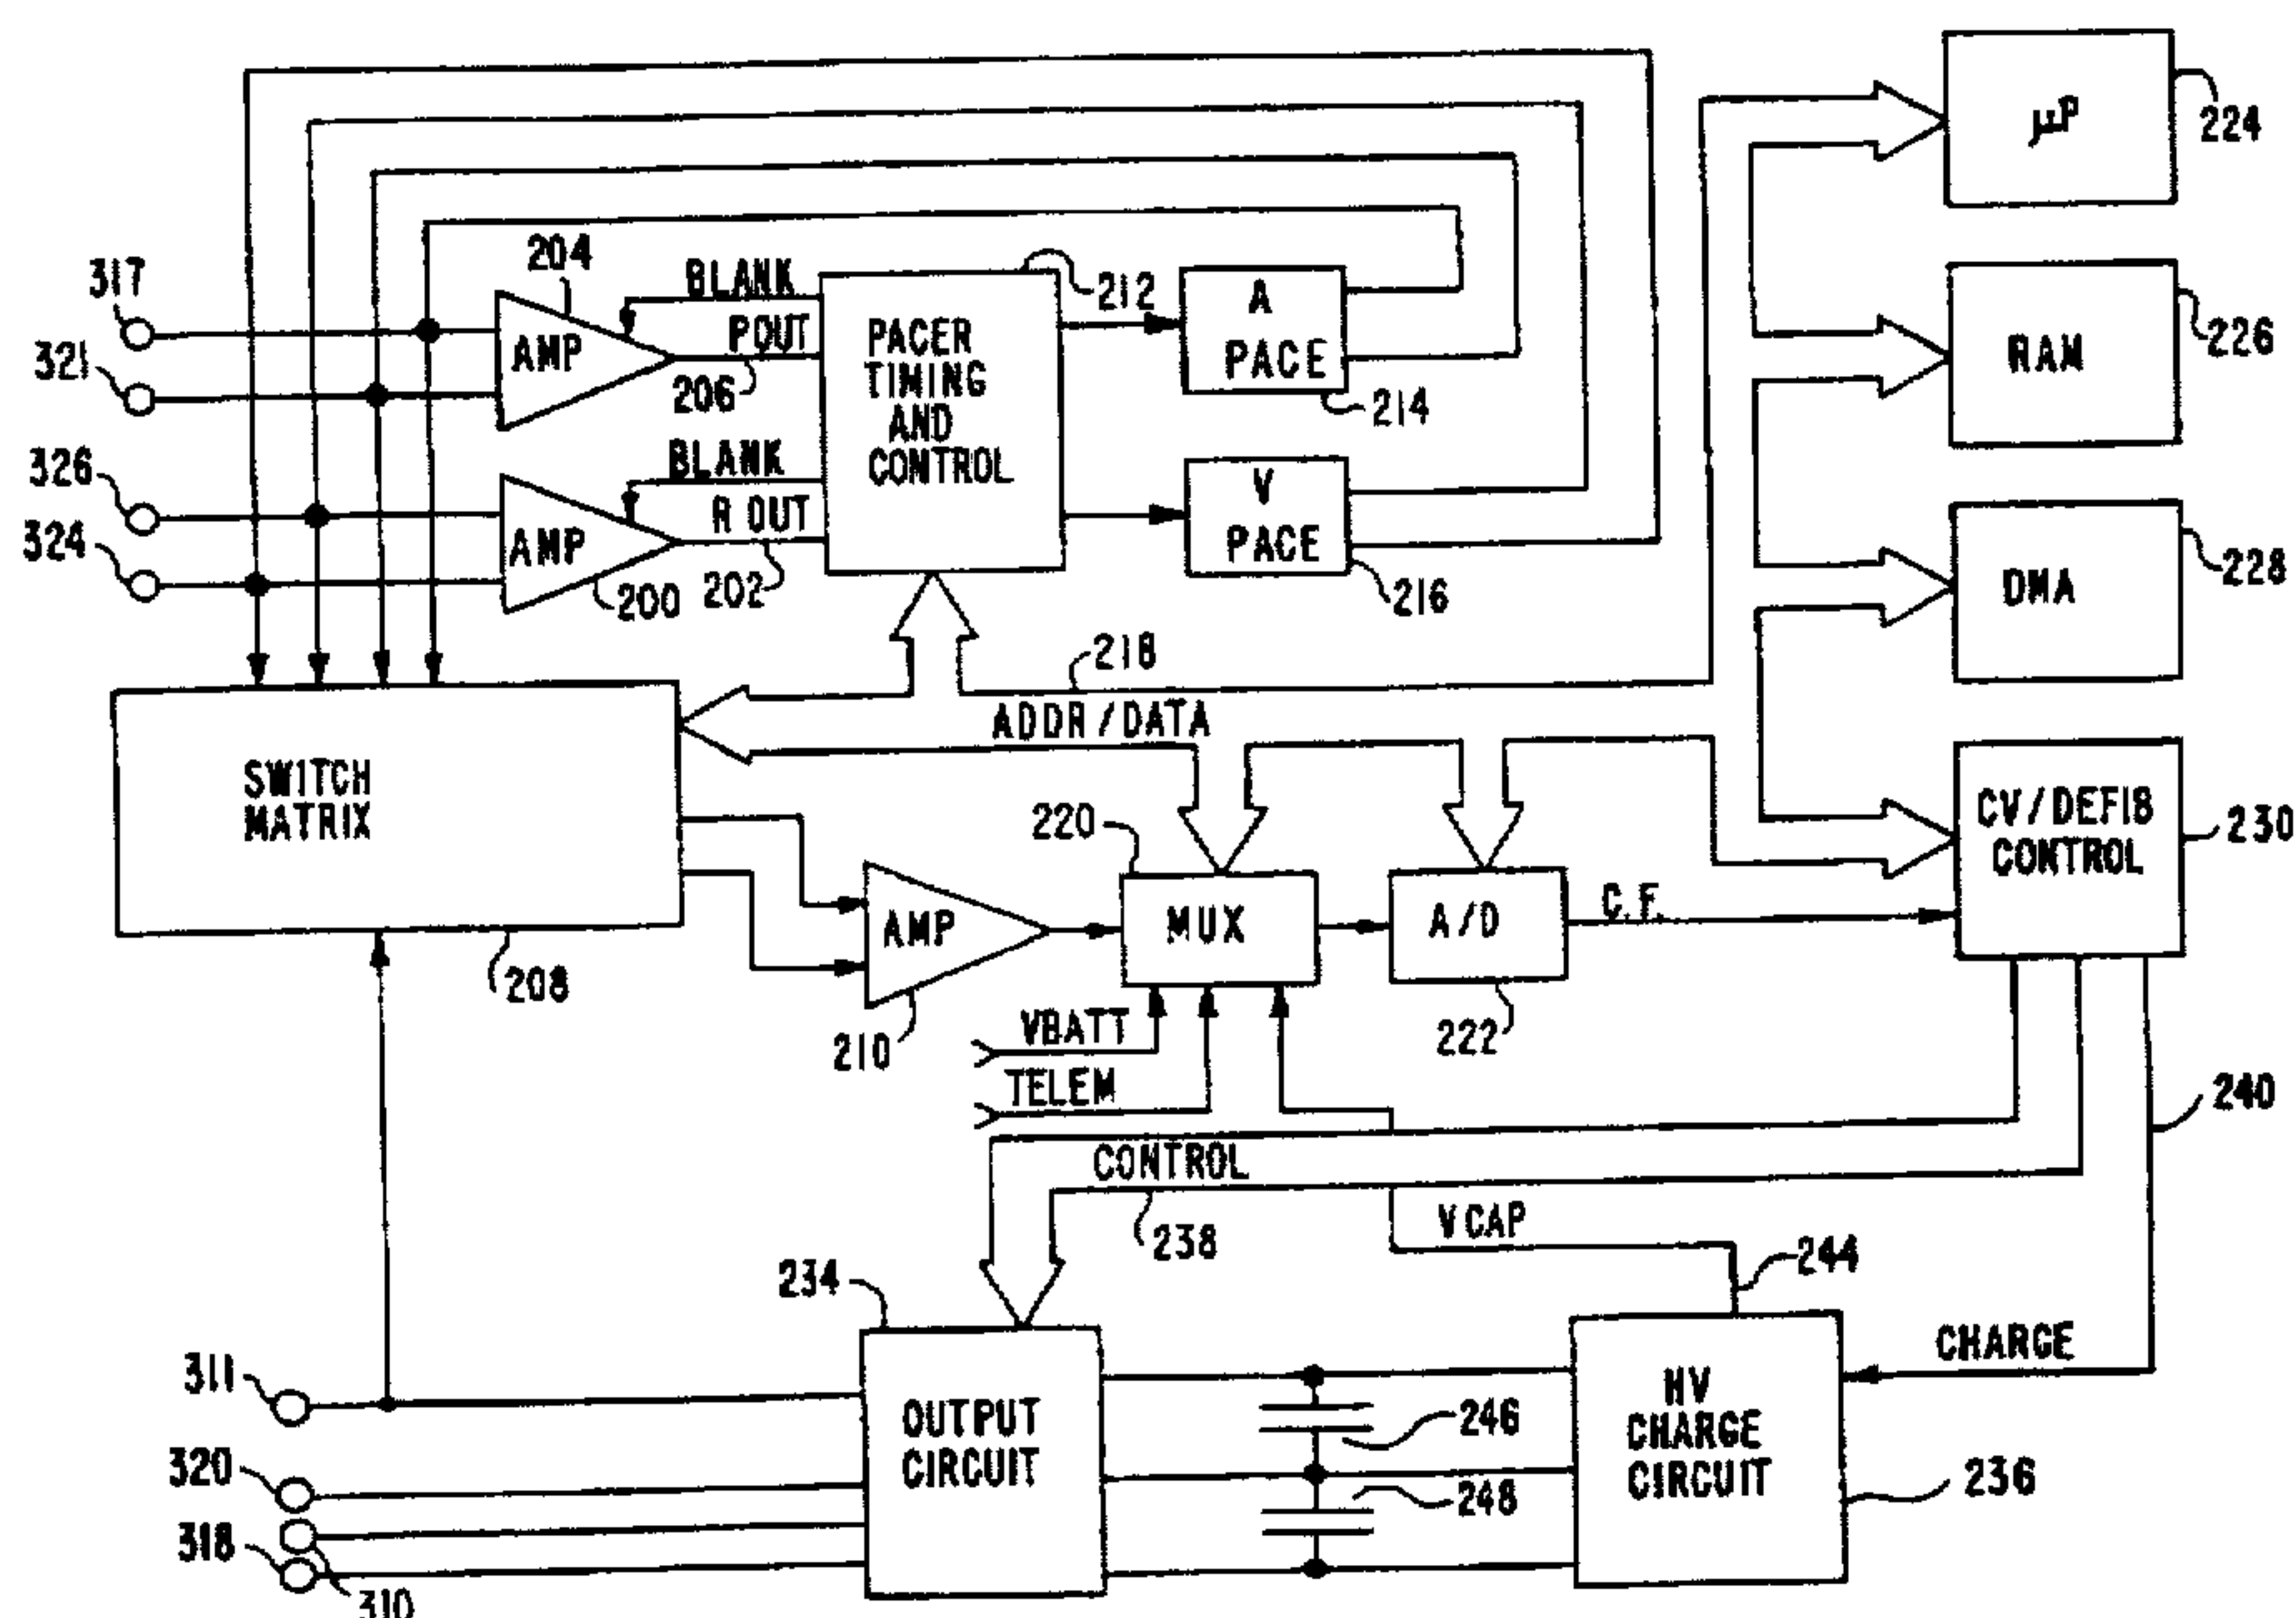 μP
224
204
317
BLANK
212
A
PACE
214
321
AMP
POUT
206
PACER
TIMING
AND
CONTROL
RAM
226
326
BLANK
V
PACE
216
324
AMP
R OUT
200
202
DMA
228
218
ADDR/DATA
SWITCH
MATRIX
208
220
CV/DEFIB
CONTROL
230
AMP
210
MUX
A/D
222
C.F.
VBATT
TELEM
240
CONTROL
238
VCAP
244
234
CHARGE
311
OUTPUT
CIRCUIT
246
HV
CHARGE
CIRCUIT
236
320
248
318
310